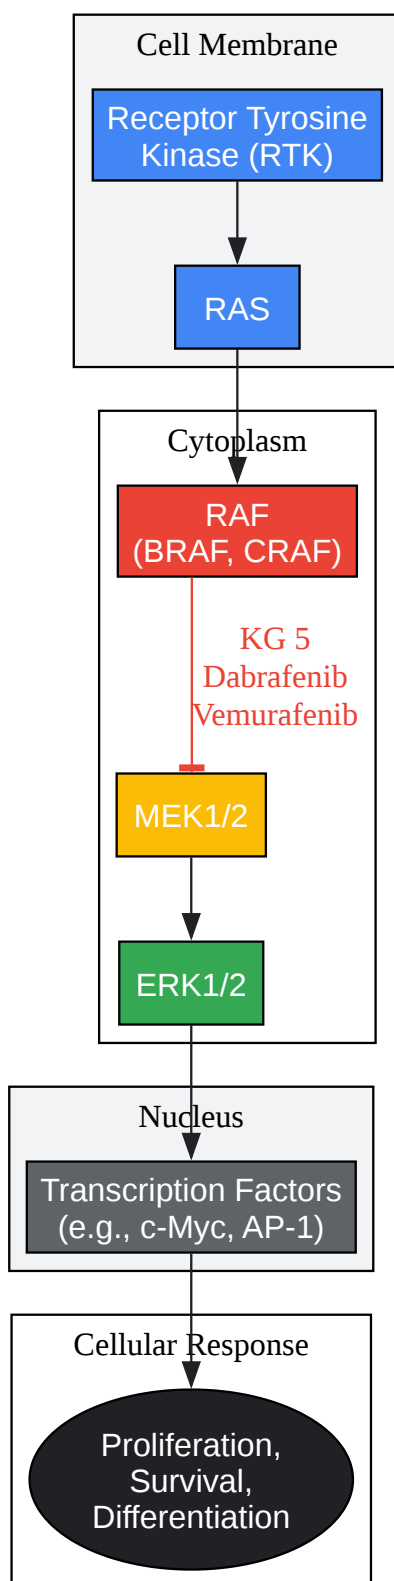 Cell Membrane
Receptor Tyrosine
Kinase (RTK)
RAS
Cytoplasm
RAF
(BRAF, CRAF)
KG 5
Dabrafenib
Vemurafenib
MEK1/2
ERK1/2
Nucleus
Transcription Factors
(e.g., c-Myc, AP-1)
Cellular Response
Proliferation,
Survival,
Differentiation